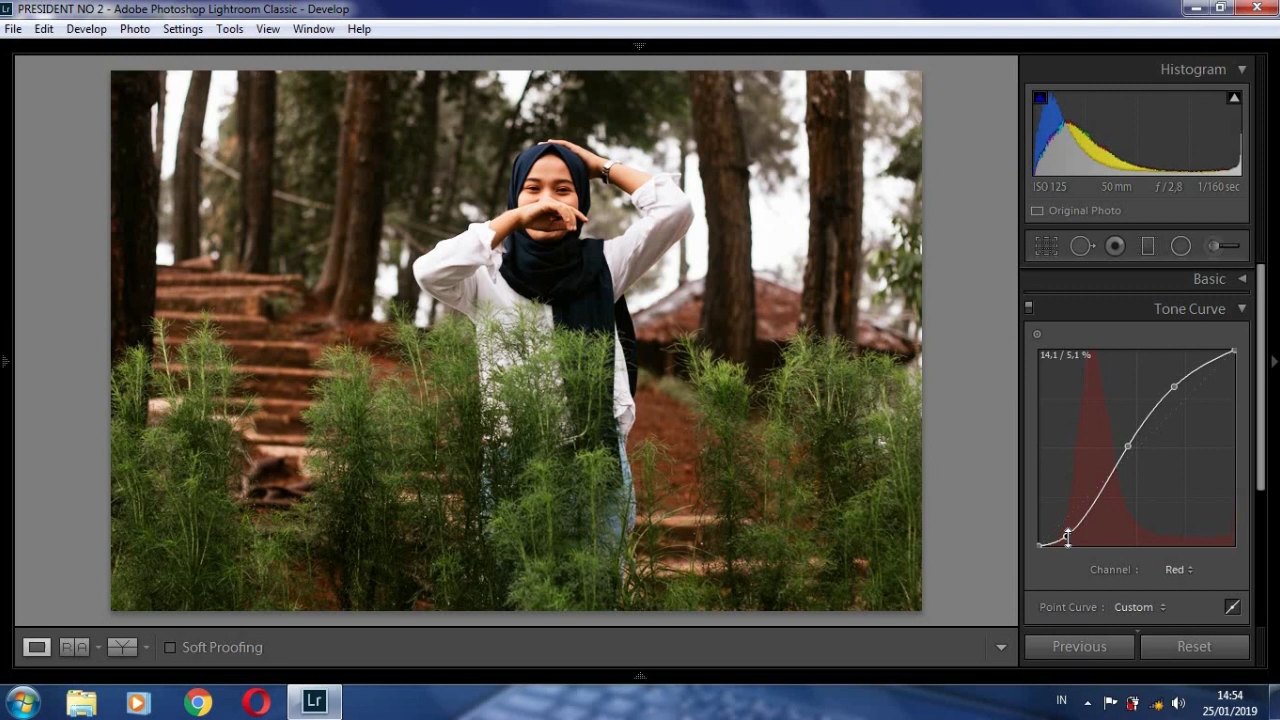 Lr PRESIDENT NO 2 - Adobe Photoshop Lightroom Classic - Develop
File Edit Develop Photo Settings Tools View Window Help
Histogram
ISO 125 50 mm ƒ / 2,8 1/160 sec
Original Photo
Basic
Tone Curve
14,1 / 5,1 %
Channel : Red
Point Curve : Custom
R A Y Soft Proofing
Previous Reset
Lr
IN
14:54
25/01/2019